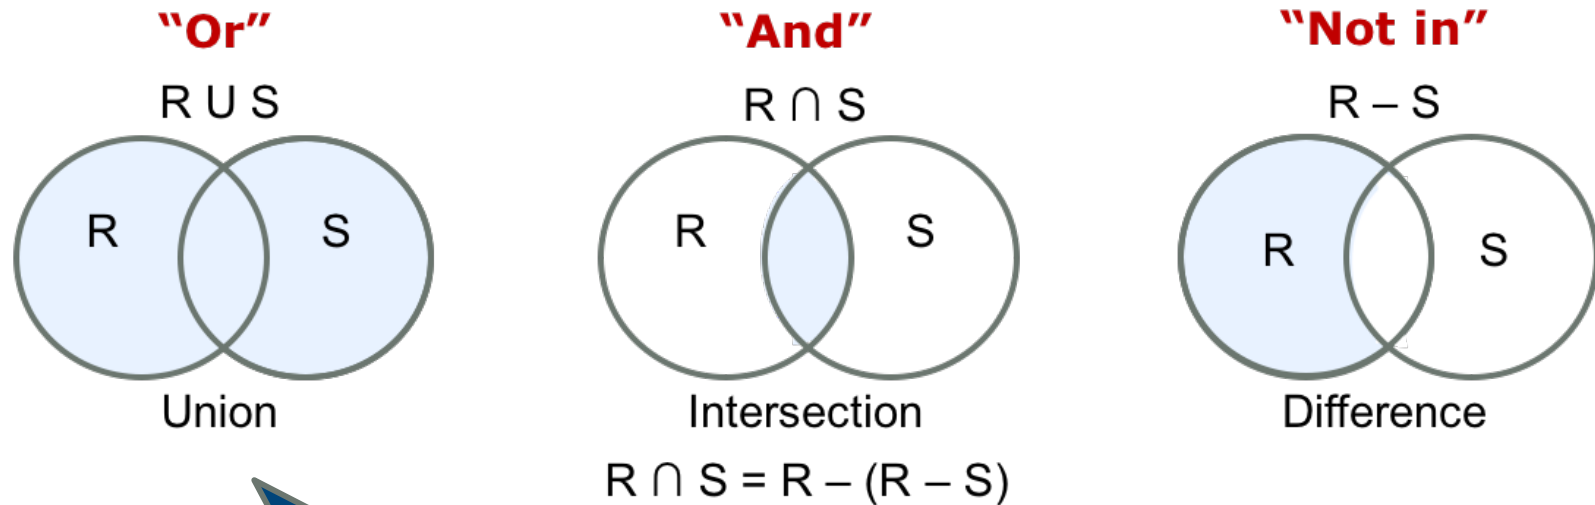 “Or”
R U S
R
S
Union
“And”
R ∩ S
R
S
Intersection
R ∩ S = R – (R – S)
“Not in”
R – S
R
S
Difference